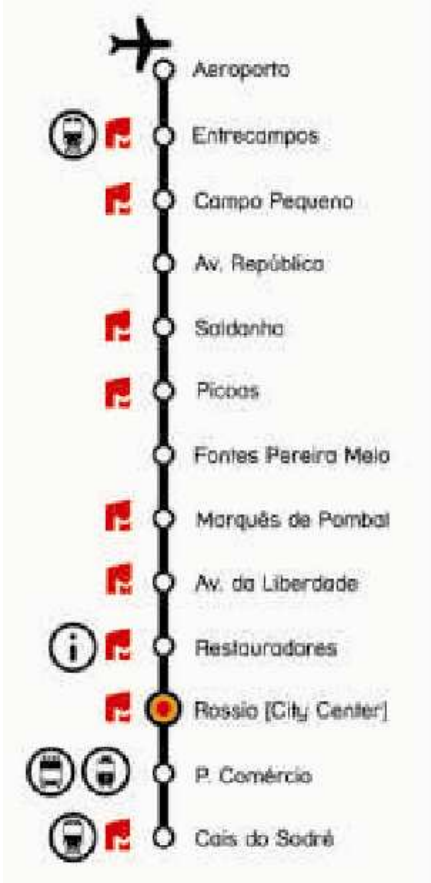 Aeroporto
Entrecampos
Campo Pequeno
Av. República
Saldanha
Picoas
Fontes Pereira Melo
Marquês de Pombal
Av. da Liberdade
i
Restauradores
Rossio (City Center)
P. Comércio
Cais do Sodré